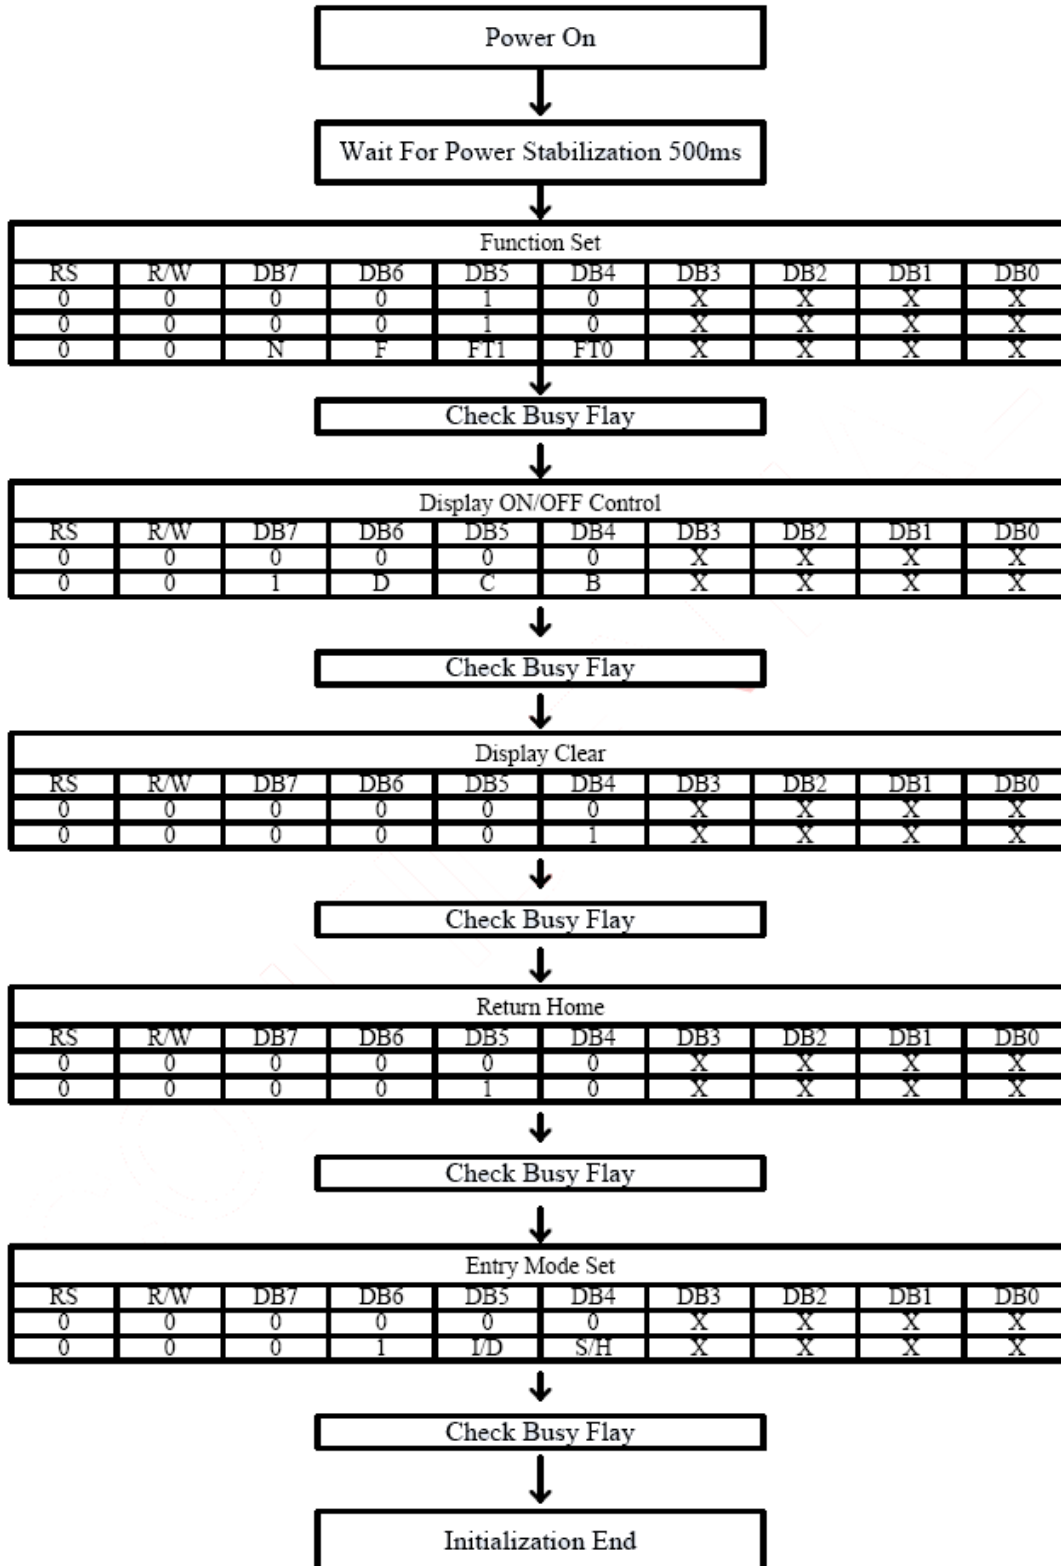 Power On
Wait For Power Stabilization 500ms
Function Set
RS R/W DB7 DB6 DB5 DB4 DB3 DB2 DB1 DB0
0 0 0 0 1 0 X X X X
0 0 0 0 1 0 X X X X
0 0 N F FT1 FT0 X X X X
Check Busy Flay
Display ON/OFF Control
RS R/W DB7 DB6 DB5 DB4 DB3 DB2 DB1 DB0
0 0 0 0 0 0 X X X X
0 0 1 D C B X X X X
Check Busy Flay
Display Clear
RS R/W DB7 DB6 DB5 DB4 DB3 DB2 DB1 DB0
0 0 0 0 0 0 X X X X
0 0 0 0 0 1 X X X X
Check Busy Flay
Return Home
RS R/W DB7 DB6 DB5 DB4 DB3 DB2 DB1 DB0
0 0 0 0 0 0 X X X X
0 0 0 0 1 0 X X X X
Check Busy Flay
Entry Mode Set
RS R/W DB7 DB6 DB5 DB4 DB3 DB2 DB1 DB0
0 0 0 0 0 0 X X X X
0 0 0 1 I/D S/H X X X X
Check Busy Flay
Initialization End